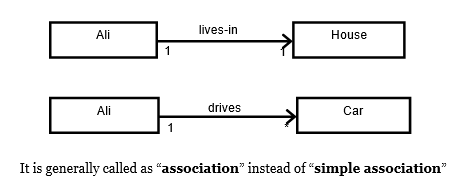 Ali lives-in House
1 1
Ali drives Car
1 *
It is generally called as “association” instead of “simple association”